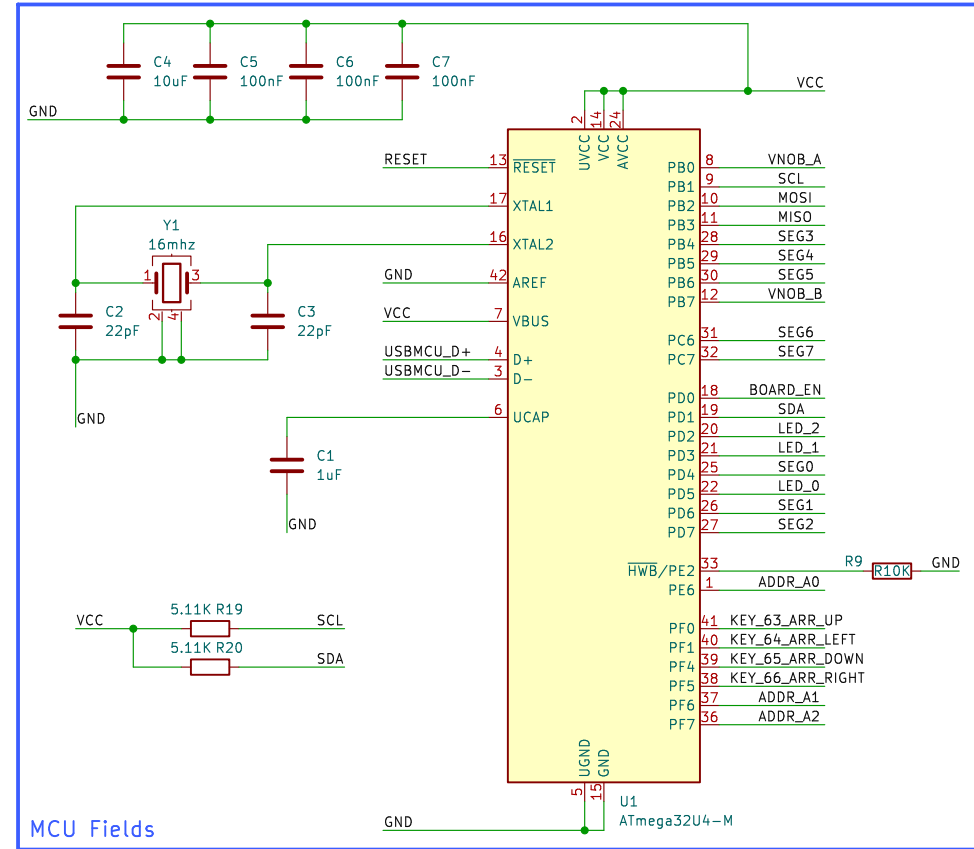 C4 C5 C6 C7
10uF 100nF 100nF 100nF
GND
VCC
2 14 24
UVCC VCC AVCC
RESET 13 RESET
17 XTAL1
16 XTAL2
Y1
16mhz
1 3
2 4
C2
22pF
C3
22pF
GND
GND 42 AREF
VCC 7 VBUS
USBMCU_D+ 4 D+
USBMCU_D- 3 D-
6 UCAP
C1
1uF
GND
PB0 8 VNOB_A
PB1 9 SCL
PB2 10 MOSI
PB3 11 MISO
PB4 28 SEG3
PB5 29 SEG4
PB6 30 SEG5
PB7 12 VNOB_B
PC6 31 SEG6
PC7 32 SEG7
PD0 18 BOARD_EN
PD1 19 SDA
PD2 20 LED_2
PD3 21 LED_1
PD4 25 SEG0
PD5 22 LED_0
PD6 26 SEG1
PD7 27 SEG2
HWB/PE2 33 R9 R10K GND
PE6 1 ADDR_A0
PF0 41 KEY_63_ARR_UP
PF1 40 KEY_64_ARR_LEFT
PF4 39 KEY_65_ARR_DOWN
PF5 38 KEY_66_ARR_RIGHT
PF6 37 ADDR_A1
PF7 36 ADDR_A2
5.11K R19
VCC SCL
5.11K R20
SDA
UGND GND
5 15
GND
U1
ATmega32U4-M
MCU Fields